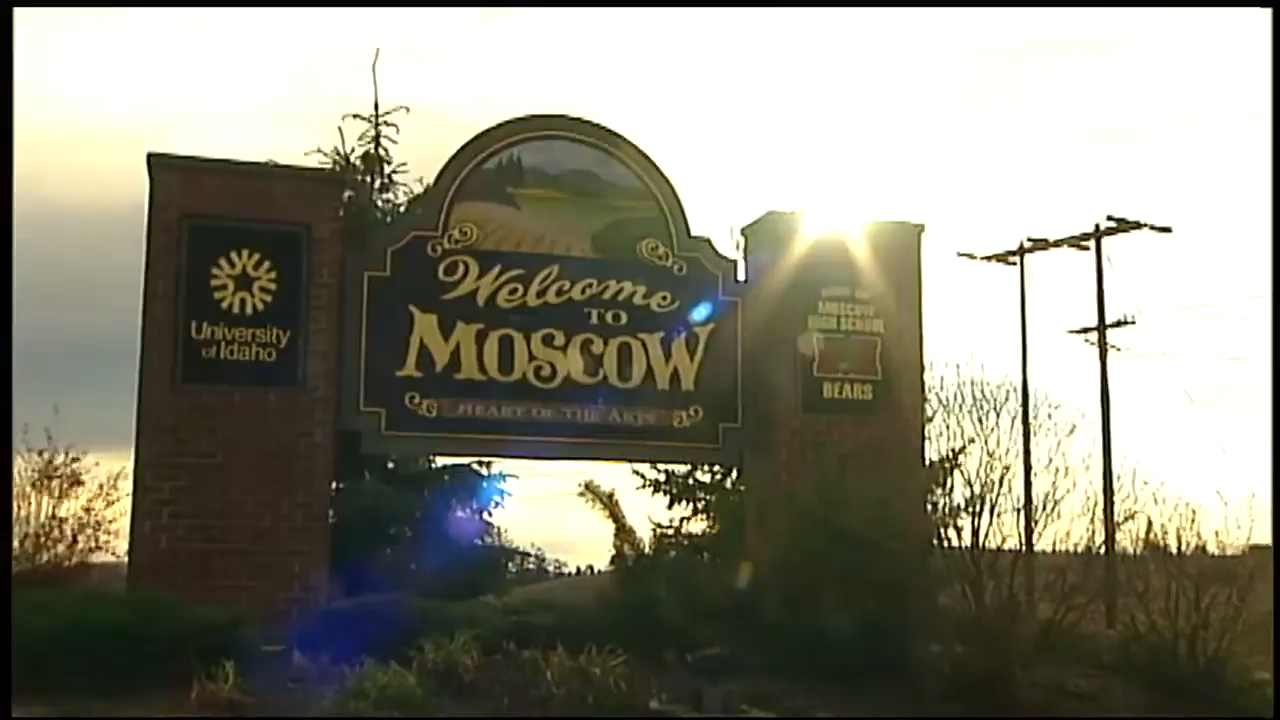 University
of Idaho
Welcome
TO
MOSCOW
HEART OF THE ARTS
MOSCOW
HIGH SCHOOL
BEARS